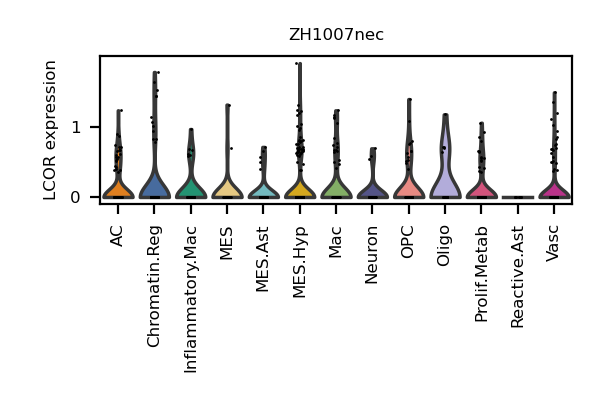 ZH1007nec
LCOR expression
1
0
AC
Chromatin.Reg
Inflammatory.Mac
MES
MES.Ast
MES.Hyp
Mac
Neuron
OPC
Oligo
Prolif.Metab
Reactive.Ast
Vasc